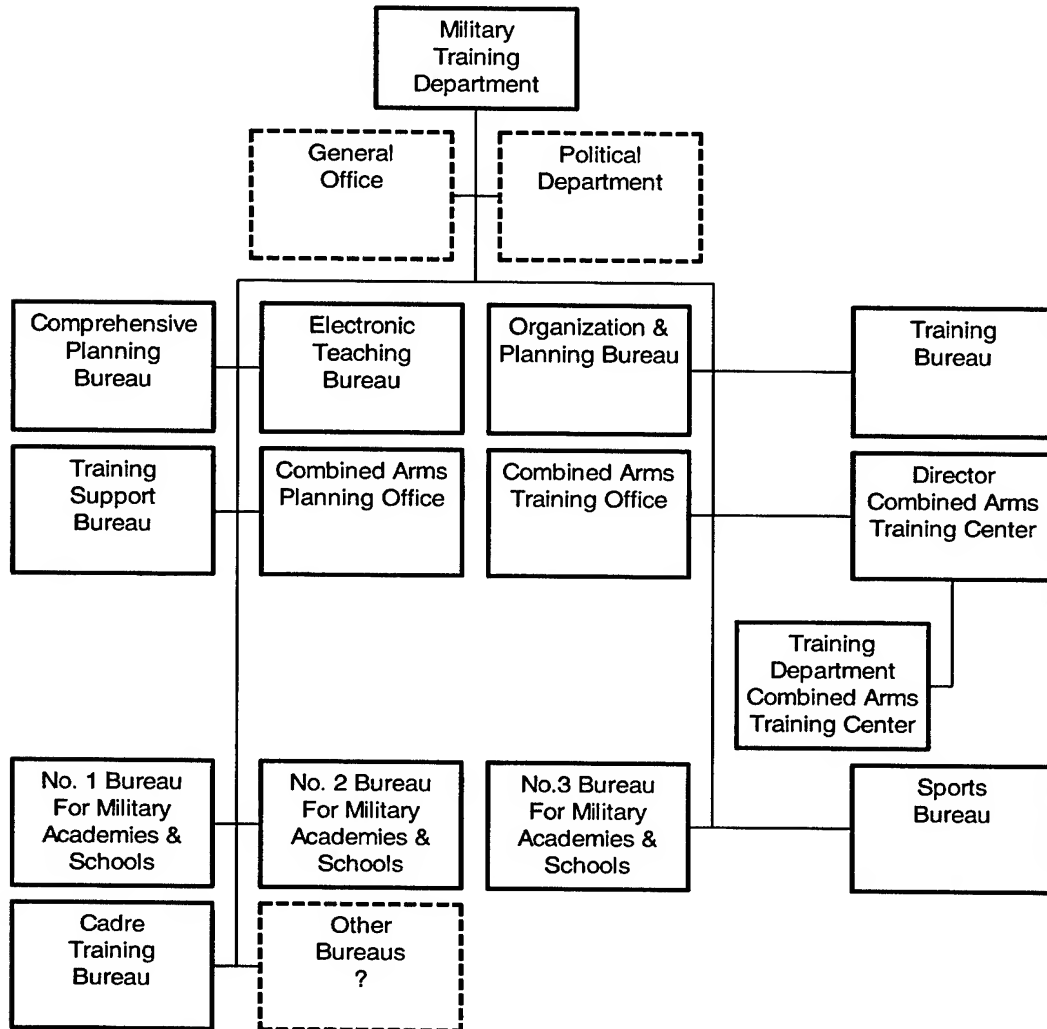 Military
Training
Department
General
Office
Political
Department
Comprehensive
Planning
Bureau
Electronic
Teaching
Bureau
Organization &
Planning Bureau
Training
Bureau
Training
Support
Bureau
Combined Arms
Planning Office
Combined Arms
Training Office
Director
Combined Arms
Training Center
Training
Department
Combined Arms
Training Center
No. 1 Bureau
For Military
Academies &
Schools
No. 2 Bureau
For Military
Academies &
Schools
No.3 Bureau
For Military
Academies &
Schools
Sports
Bureau
Cadre
Training
Bureau
Other
Bureaus
?